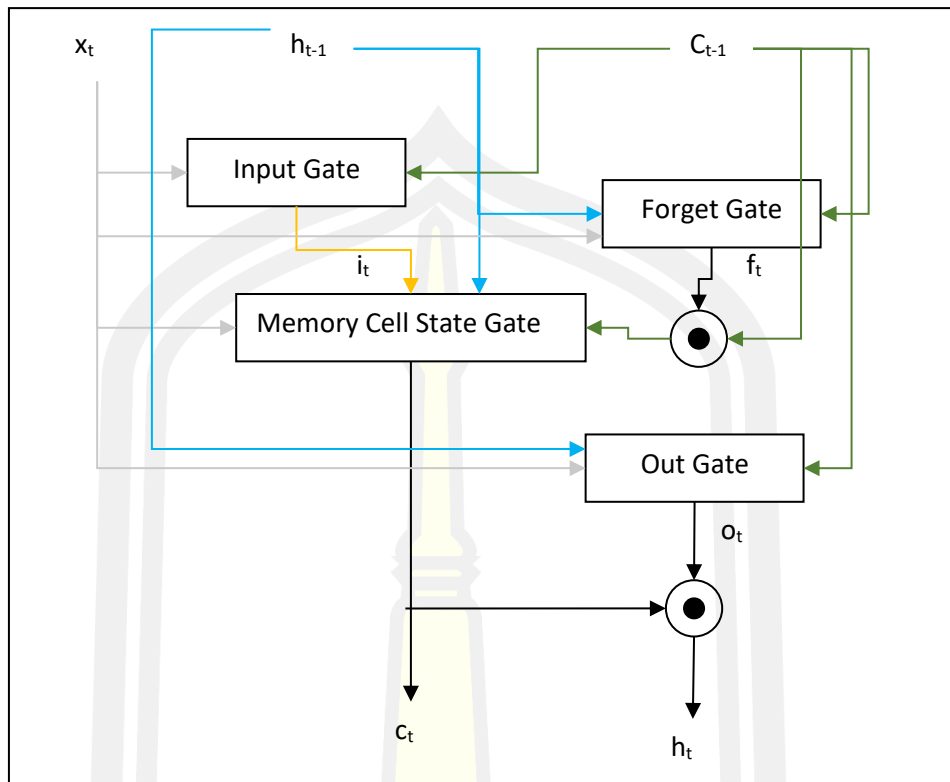 xₜ
hₜ₋₁
Cₜ₋₁
Input Gate
Forget Gate
iₜ
fₜ
Memory Cell State Gate
Out Gate
oₜ
cₜ
hₜ